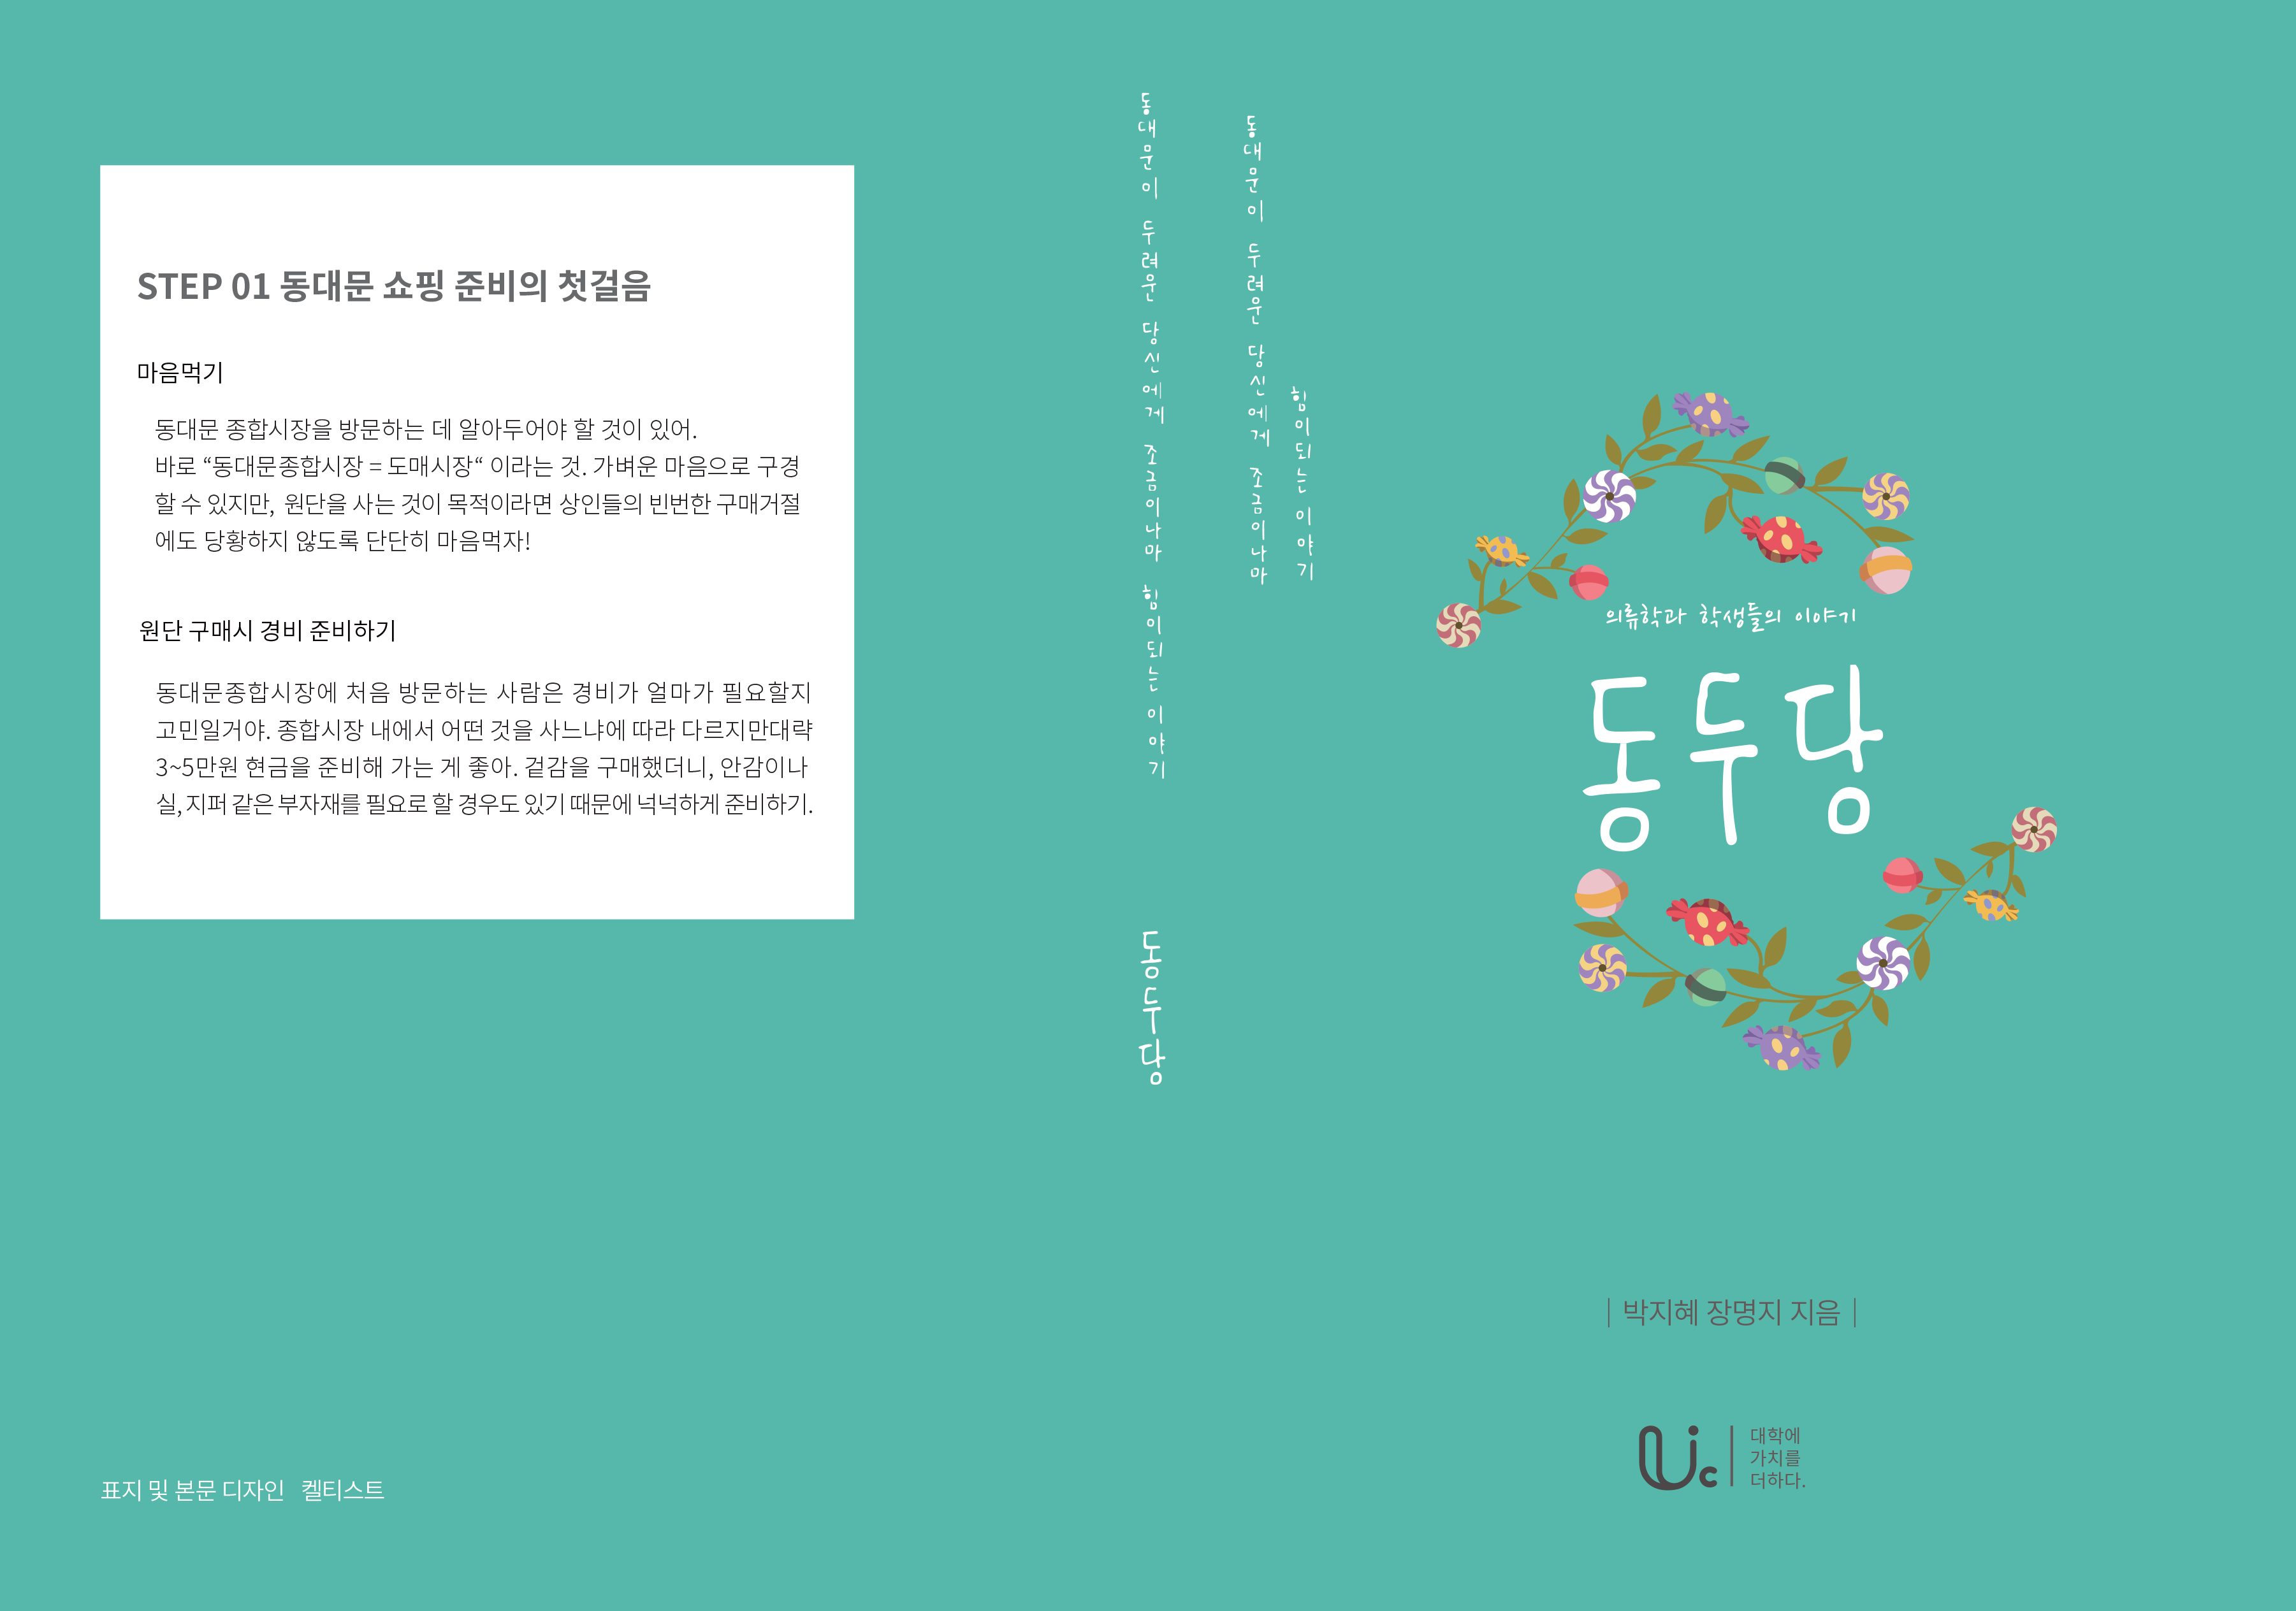 STEP 01 동대문 쇼핑 준비의 첫걸음
마음먹기
동대문 종합시장을 방문하는 데 알아두어야 할 것이 있어.
바로 “동대문종합시장 = 도매시장“ 이라는 것. 가벼운 마음으로 구경
할 수 있지만, 원단을 사는 것이 목적이라면 상인들의 빈번한 구매거절
에도 당황하지 않도록 단단히 마음먹자!
원단 구매시 경비 준비하기
동대문종합시장에 처음 방문하는 사람은 경비가 얼마가 필요할지
고민일거야. 종합시장 내에서 어떤 것을 사느냐에 따라 다르지만대략
3~5만원 현금을 준비해 가는 게 좋아. 겉감을 구매했더니, 안감이나
실, 지퍼 같은 부자재를 필요로 할 경우도 있기 때문에 넉넉하게 준비하기.
표지 및 본문 디자인 켈티스트
동대문이 두려운 당신에게 조금이나마 힘이되는 이야기
동두당
동대문이 두려운 당신에게 조금이나마
힘이되는 이야기
의류학과 학생들의 이야기
동두당
| 박지혜 장명지 지음 |
Uic
대학에
가치를
더하다.